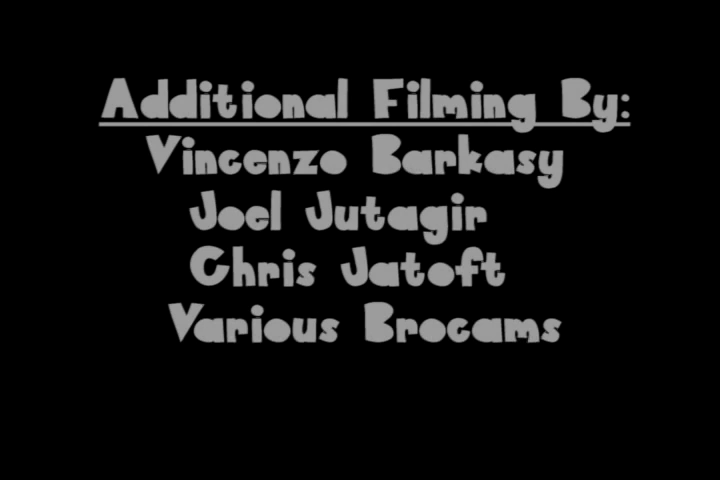 Additional Filming By:
Vincenzo Barkasy
Joel Jutagir
Chris Jatoft
Various Brocams